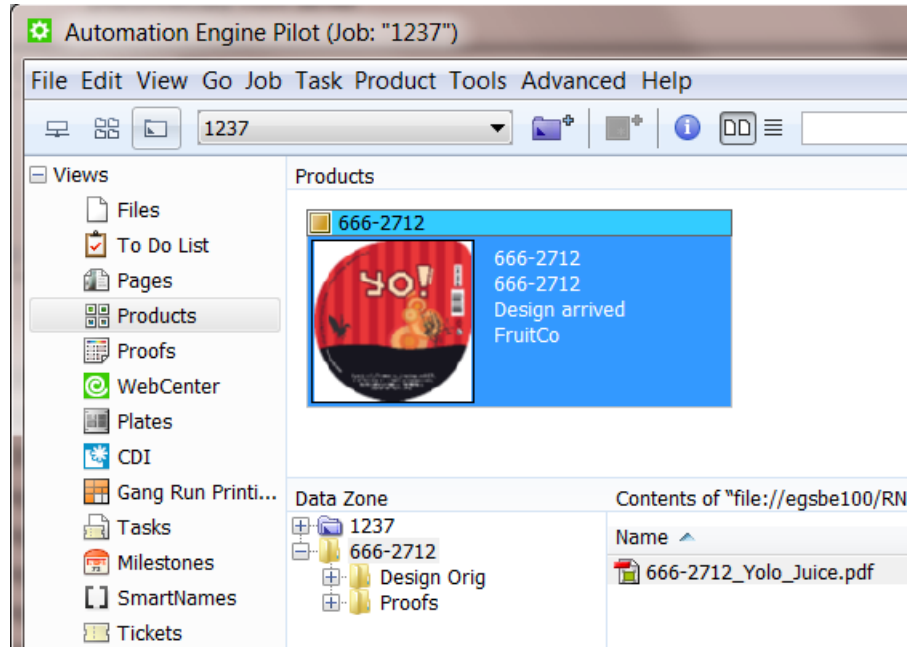 Automation Engine Pilot (Job: "1237")
File Edit View Go Job Task Product Tools Advanced Help
1237
Views
Files
To Do List
Pages
Products
Proofs
WebCenter
Plates
CDI
Gang Run Printi...
Tasks
Milestones
SmartNames
Tickets
Products
666-2712
YO!
666-2712
666-2712
Design arrived
FruitCo
Data Zone
1237
666-2712
Design Orig
Proofs
Contents of "file://egsbe100/RN
Name
666-2712_Yolo_Juice.pdf